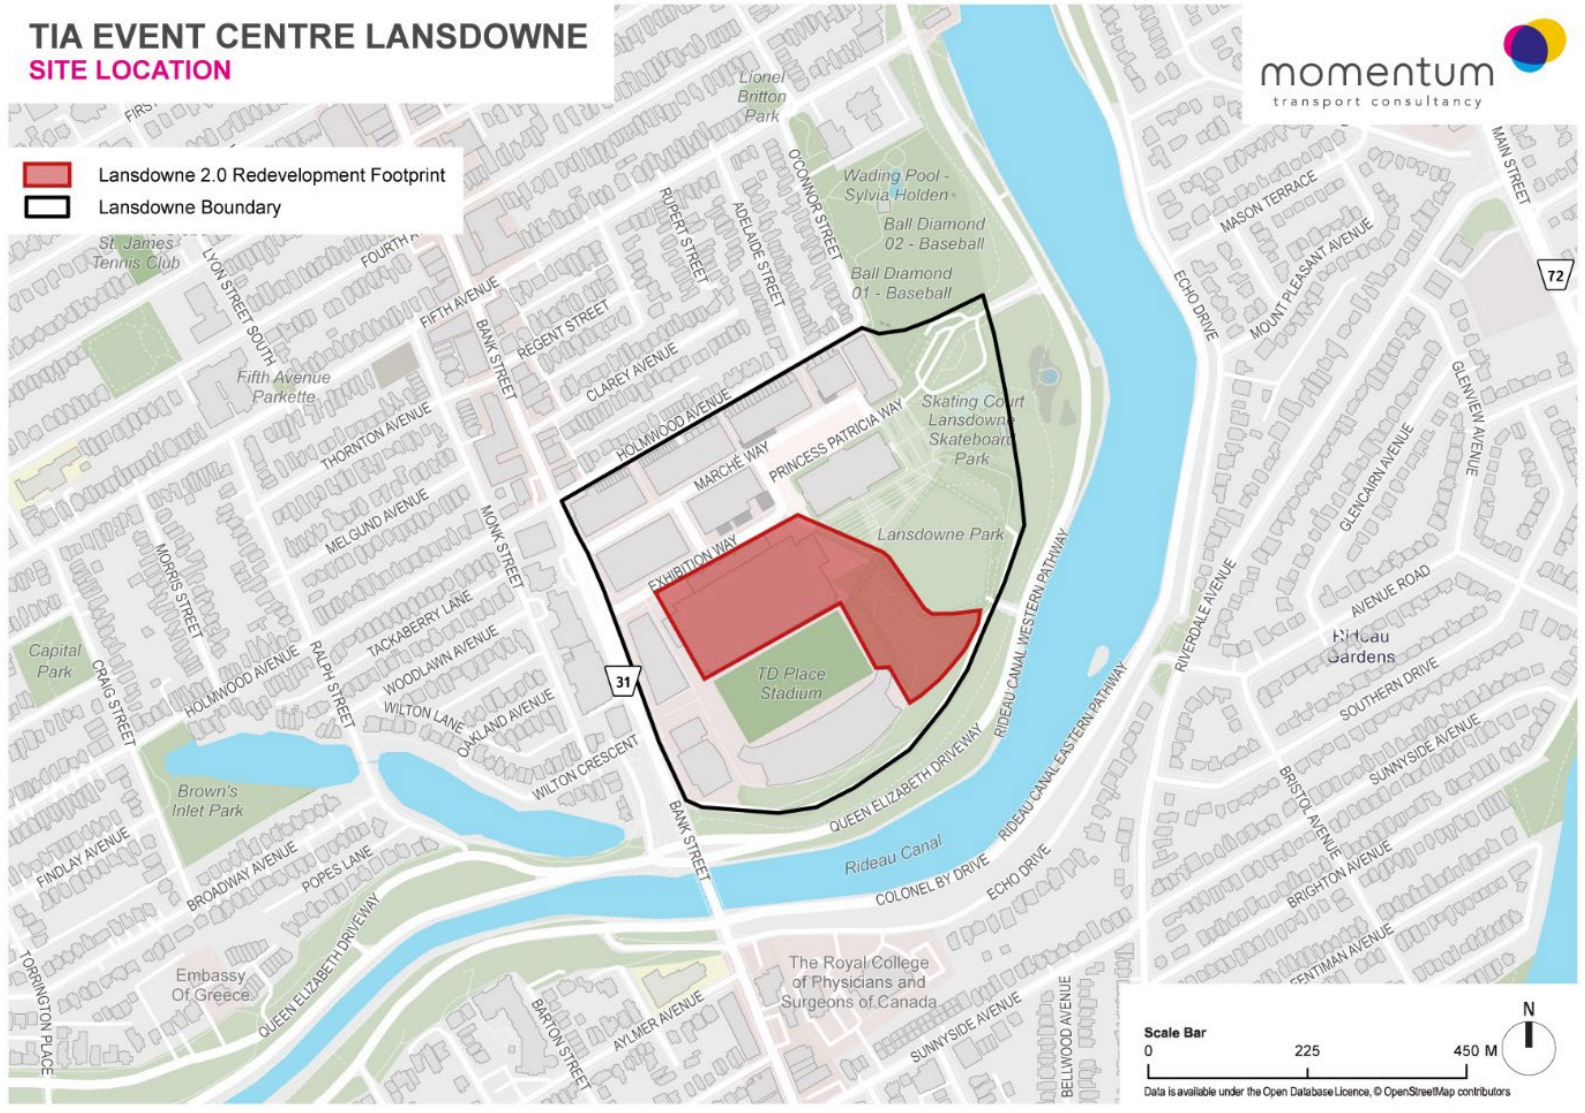 TIA EVENT CENTRE LANSDOWNE
SITE LOCATION
momentum
transport consultancy
Lansdowne 2.0 Redevelopment Footprint
Lansdowne Boundary
FIRST
Lionel
Britton
Park
MAIN STREET
O'CONNOR STREET
Wading Pool -
Sylvia Holden
Ball Diamond
02 - Baseball
Ball Diamond
01 - Baseball
MASON TERRACE
MOUNT PLEASANT AVENUE
72
ECHO DRIVE
St. James
Tennis Club
LYON STREET SOUTH
FOURTH A
FIFTH AVENUE
BANK STREET
RUPERT STREET
ADELAIDE STREET
REGENT STREET
CLAREY AVENUE
Fifth Avenue
Parkette
THORNTON AVENUE
HOLMWOOD AVENUE
MARCHÉ WAY
PRINCESS PATRICIA WAY
Skating Court
Lansdowne
Skateboard
Park
GLENVIEW AVENUE
GLENCAIRN AVENUE
MELGUND AVENUE
MONK STREET
MORRIS STREET
EXHIBITION WAY
Lansdowne Park
RIDEAU CANAL WESTERN PATHWAY
RIVERDALE AVENUE
AVENUE ROAD
Rideau
Gardens
SOUTHERN DRIVE
SUNNYSIDE AVENUE
Capital
Park
CRAIG STREET
HOLMWOOD AVENUE
RALPH STREET
TACKABERRY LANE
WOODLAWN AVENUE
WILTON LANE
OAKLAND AVENUE
WILTON CRESCENT
31
TD Place
Stadium
QUEEN ELIZABETH DRIVEWAY
RIDEAU CANAL EASTERN PATHWAY
Brown's
Inlet Park
FINDLAY AVENUE
BROADWAY AVENUE
POPES LANE
BANK STREET
Rideau Canal
COLONEL BY DRIVE
ECHO DRIVE
BRISTOL AVENUE
BRIGHTON AVENUE
FENTIMAN AVENUE
TORRINGTON PLACE
Embassy
Of Greece
QUEEN ELIZABETH DRIVEWAY
BARTON STREET
AYLMER AVENUE
The Royal College
of Physicians and
Surgeons of Canada
SUNNYSIDE AVENUE
BELLWOOD AVENUE
Scale Bar
0 225 450 M
N
Data is available under the Open Database Licence, © OpenStreetMap contributors